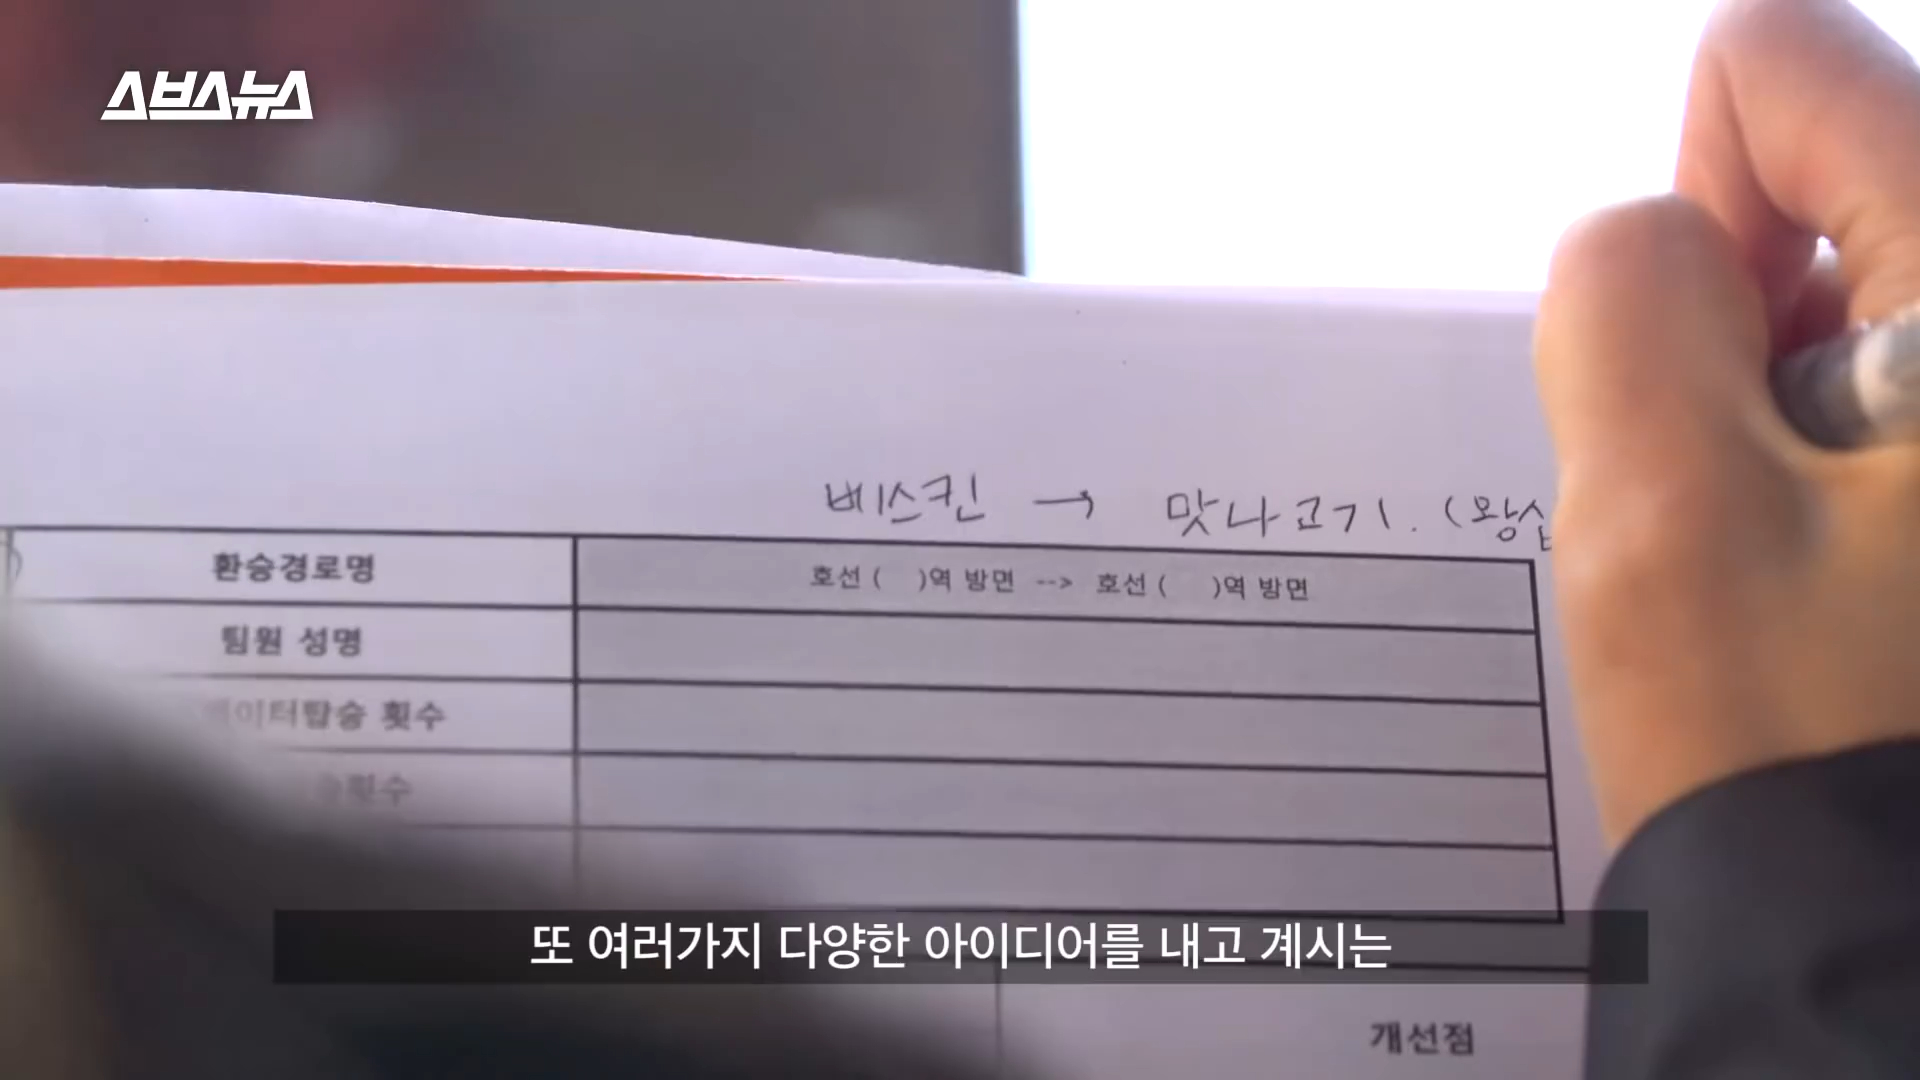 스브스뉴스
베스킨 → 맛나고기. (왕십
환승경로명 호선 ( )역 방면 --> 호선 ( )역 방면
팀원 성명
이터탑승 횟수
승횟수
또 여러가지 다양한 아이디어를 내고 계시는
개선점